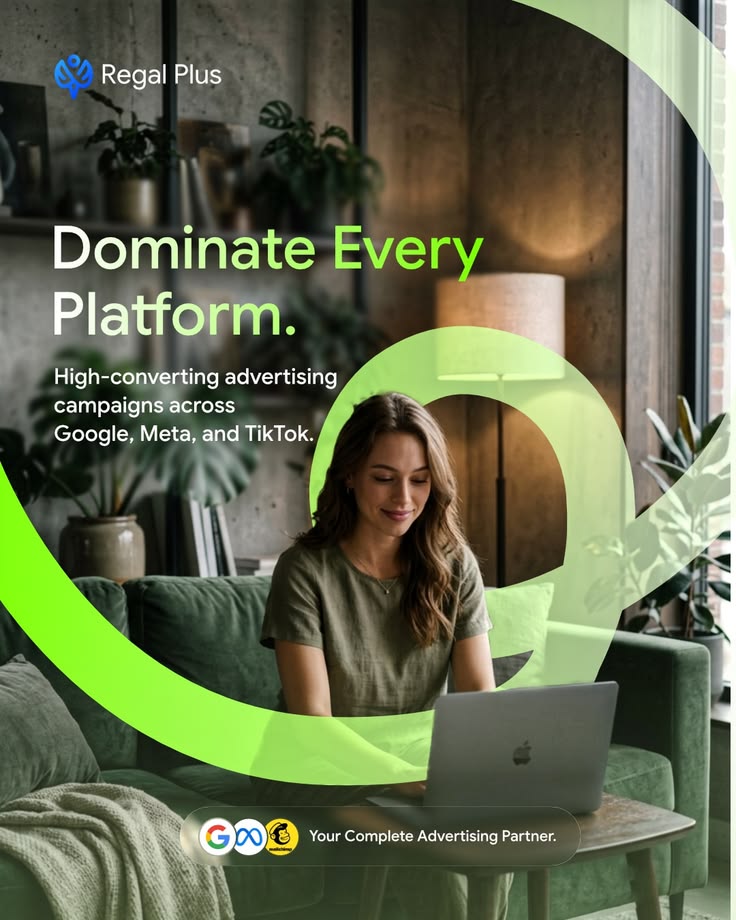 Regal Plus
Dominate Every
Platform.
High-converting advertising
campaigns across
Google, Meta, and TikTok.
Your Complete Advertising Partner.